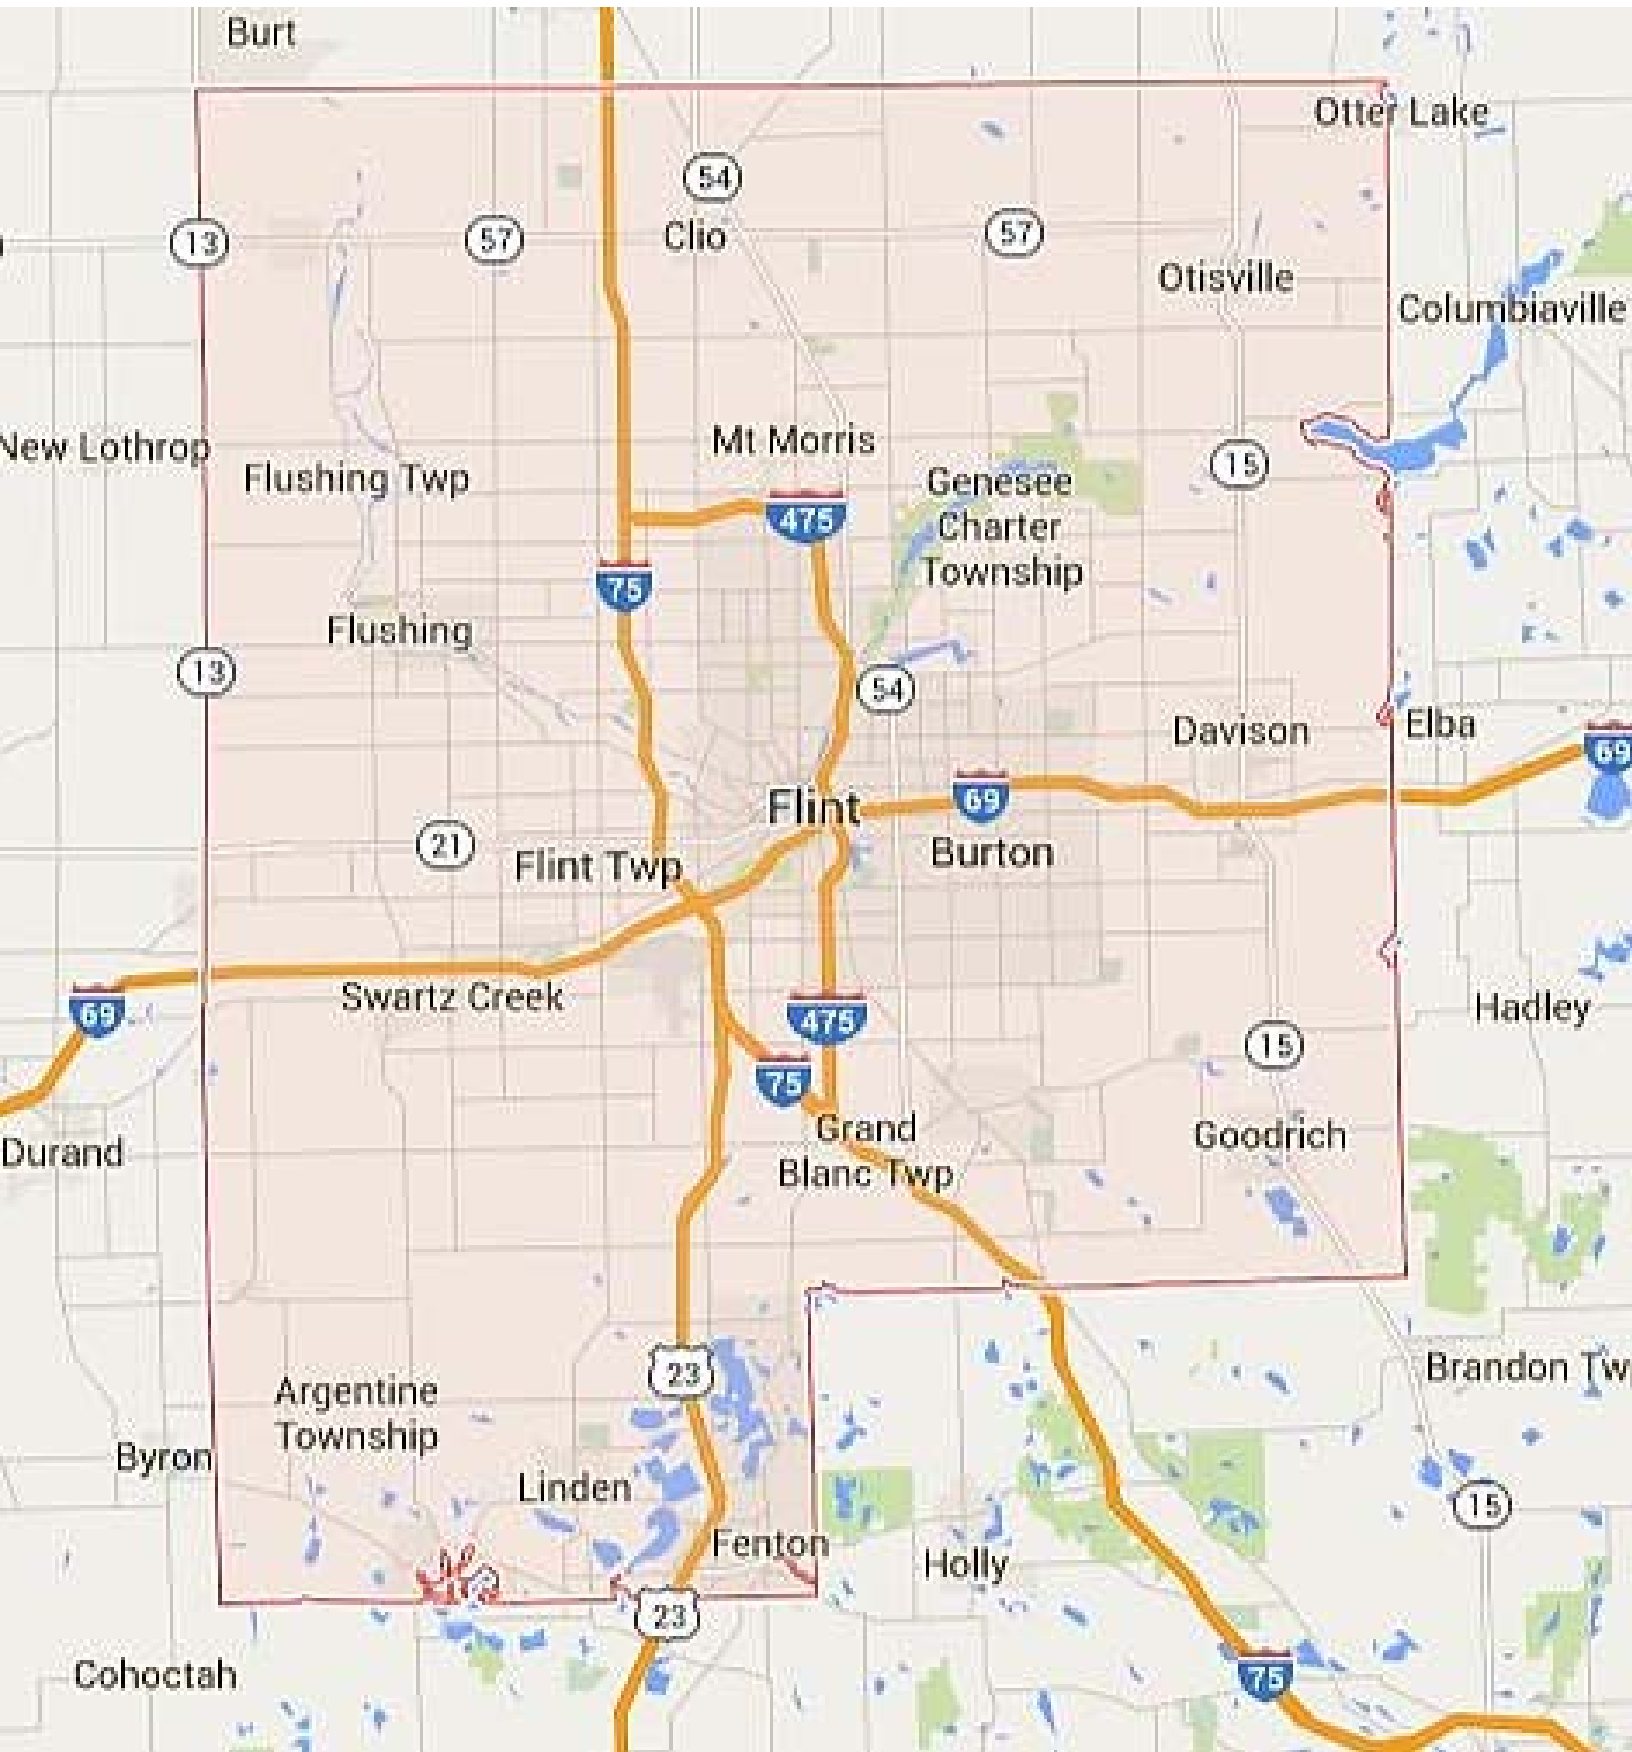 Burt
Otter Lake
54
13
57
Clio
57
Otisville
Columbiaville
New Lothrop
Mt Morris
15
Flushing Twp
Genesee
Charter
Township
475
75
Flushing
13
54
Davison
Elba
69
Flint
69
21
Burton
Flint Twp
Swartz Creek
69
475
Hadley
15
75
Grand
Blanc Twp
Goodrich
Durand
23
Brandon Tw
Argentine
Township
Byron
Linden
15
Fenton
Holly
23
Cohoctah
75